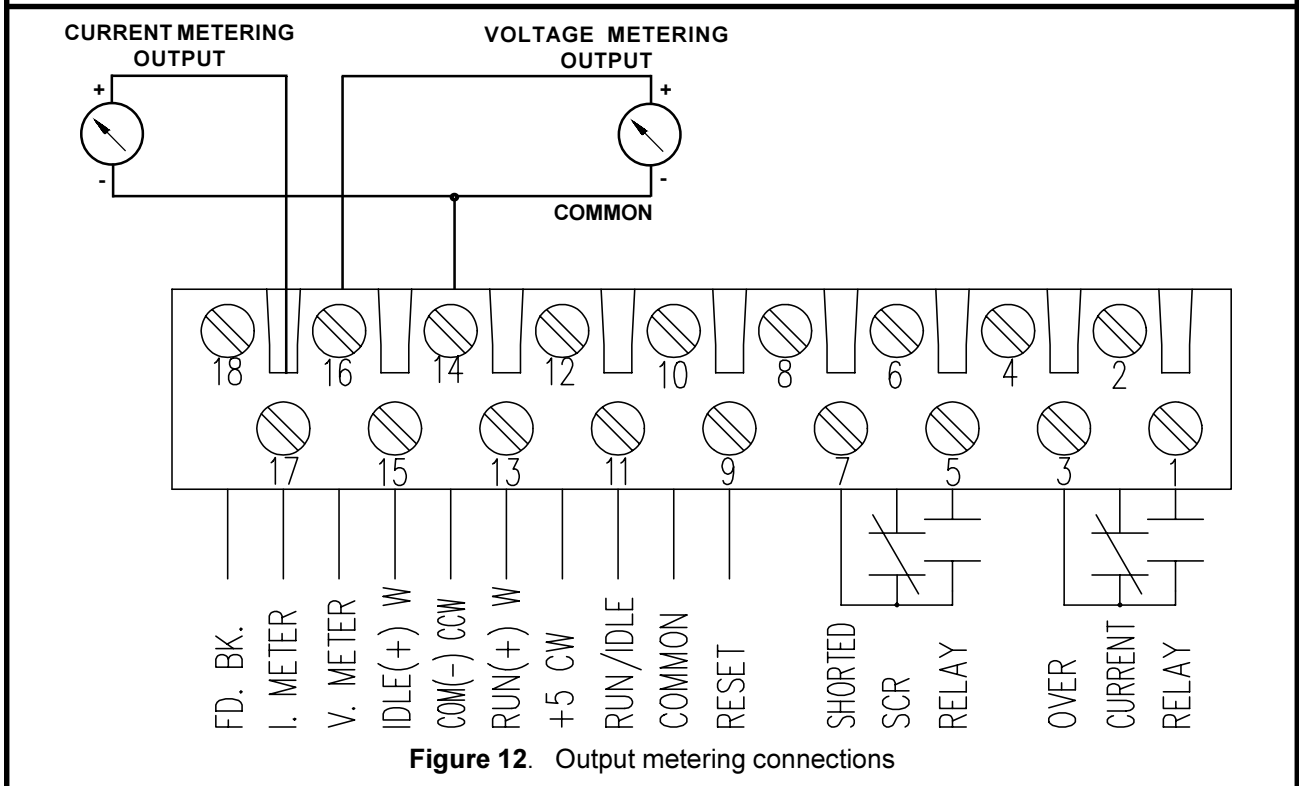 CURRENT METERING
OUTPUT
VOLTAGE METERING
OUTPUT
+
+
-
-
COMMON
18
16
14
12
10
8
6
4
2
17
15
13
11
9
7
5
3
1
FD. BK.
I. METER
V. METER
IDLE(+) W
COM(-) CCW
RUN(+) W
+5 CW
RUN/IDLE
COMMON
RESET
SHORTED
SCR
RELAY
OVER
CURRENT
RELAY
Figure 12. Output metering connections